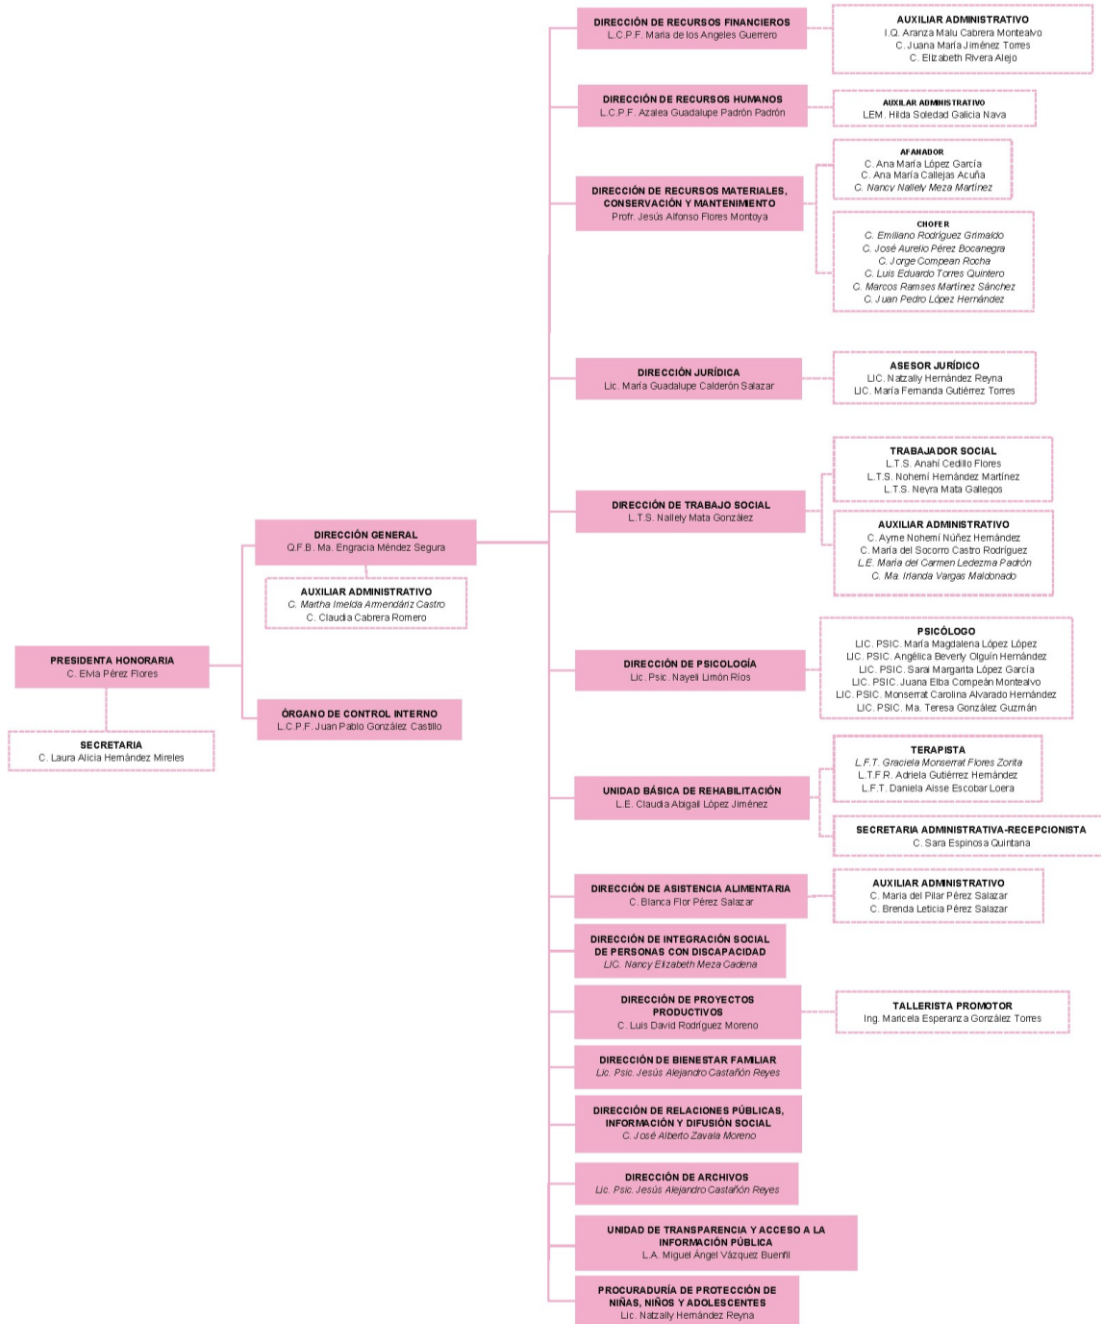 PRESIDENTA HONORARIA
C. Elvia Pérez Flores
SECRETARIA
C. Laura Alicia Hernández Mireles
DIRECCIÓN GENERAL
Q.F.B. Ma. Engracia Méndez Segura
AUXILIAR ADMINISTRATIVO
C. Martha Imelda Armendáriz Castro
C. Claudia Cabrera Romero
ÓRGANO DE CONTROL INTERNO
L.C.P.F. Juan Pablo González Castillo
DIRECCIÓN DE RECURSOS FINANCIEROS
L.C.P.F. Maria de los Angeles Guerrero
AUXILIAR ADMINISTRATIVO
I.Q. Aranza Malu Cabrera Montealvo
C. Juana María Jiménez Torres
C. Elizabeth Rivera Alejo
DIRECCIÓN DE RECURSOS HUMANOS
L.C.P.F. Azalea Guadalupe Padrón Padrón
AUXILAR ADMINISTRATIVO
LEM. Hilda Soledad Galicia Nava
DIRECCIÓN DE RECURSOS MATERIALES,
CONSERVACIÓN Y MANTENIMIENTO
Profr. Jesús Alfonso Flores Montoya
AFANADOR
C. Ana María López García
C. Ana María Callejas Acuña
C. Nancy Nallely Meza Martínez
CHOFER
C. Emiliano Rodríguez Grimaldo
C. José Aurelio Pérez Bocanegra
C. Jorge Compean Rocha
C. Luis Eduardo Torres Quintero
C. Marcos Ramses Martínez Sánchez
C. Juan Pedro López Hernández
DIRECCIÓN JURÍDICA
Lic. María Guadalupe Calderón Salazar
ASESOR JURÍDICO
LIC. Natzally Hernández Reyna
LIC. María Fernanda Gutiérrez Torres
DIRECCIÓN DE TRABAJO SOCIAL
L.T.S. Nallely Mata González
TRABAJADOR SOCIAL
L.T.S. Anahí Cedillo Flores
L.T.S. Nohemí Hernández Martínez
L.T.S. Neyra Mata Gallegos
AUXILIAR ADMINISTRATIVO
C. Ayme Nohemí Núñez Hernández
C. María del Socorro Castro Rodríguez
L.E. María del Carmen Ledezma Padrón
C. Ma. Irlanda Vargas Maldonado
DIRECCIÓN DE PSICOLOGÍA
Lic. Psic. Nayeli Limón Ríos
PSICÓLOGO
LIC. PSIC. María Magdalena López López
LIC. PSIC. Angélica Beverly Olguín Hernández
LIC. PSIC. Sarai Margarita López García
LIC. PSIC. Juana Elba Compeán Montealvo
LIC. PSIC. Monserrat Carolina Alvarado Hernández
LIC. PSIC. Ma. Teresa González Guzmán
UNIDAD BÁSICA DE REHABILITACIÓN
L.E. Claudia Abigail López Jiménez
TERAPISTA
L.F.T. Graciela Monserrat Flores Zorita
L.T.F.R. Adriela Gutiérrez Hernández
L.F.T. Daniela Aisse Escobar Loera
SECRETARIA ADMINISTRATIVA-RECEPCIONISTA
C. Sara Espinosa Quintana
DIRECCIÓN DE ASISTENCIA ALIMENTARIA
C. Blanca Flor Pérez Salazar
AUXILIAR ADMINISTRATIVO
C. Maria del Pilar Pérez Salazar
C. Brenda Leticia Pérez Salazar
DIRECCIÓN DE INTEGRACIÓN SOCIAL
DE PERSONAS CON DISCAPACIDAD
LIC. Nancy Elizabeth Meza Cadena
DIRECCIÓN DE PROYECTOS
PRODUCTIVOS
C. Luis David Rodríguez Moreno
TALLERISTA PROMOTOR
Ing. Maricela Esperanza González Torres
DIRECCIÓN DE BIENESTAR FAMILIAR
Lic. Psic. Jesús Alejandro Castañón Reyes
DIRECCIÓN DE RELACIONES PÚBLICAS,
INFORMACIÓN Y DIFUSIÓN SOCIAL
C. José Alberto Zavala Moreno
DIRECCIÓN DE ARCHIVOS
Lic. Psic. Jesús Alejandro Castañón Reyes
UNIDAD DE TRANSPARENCIA Y ACCESO A LA
INFORMACIÓN PÚBLICA
L.A. Miguel Ángel Vázquez Buenfil
PROCURADURÍA DE PROTECCIÓN DE
NIÑAS, NIÑOS Y ADOLESCENTES
Lic. Natzally Hernández Reyna